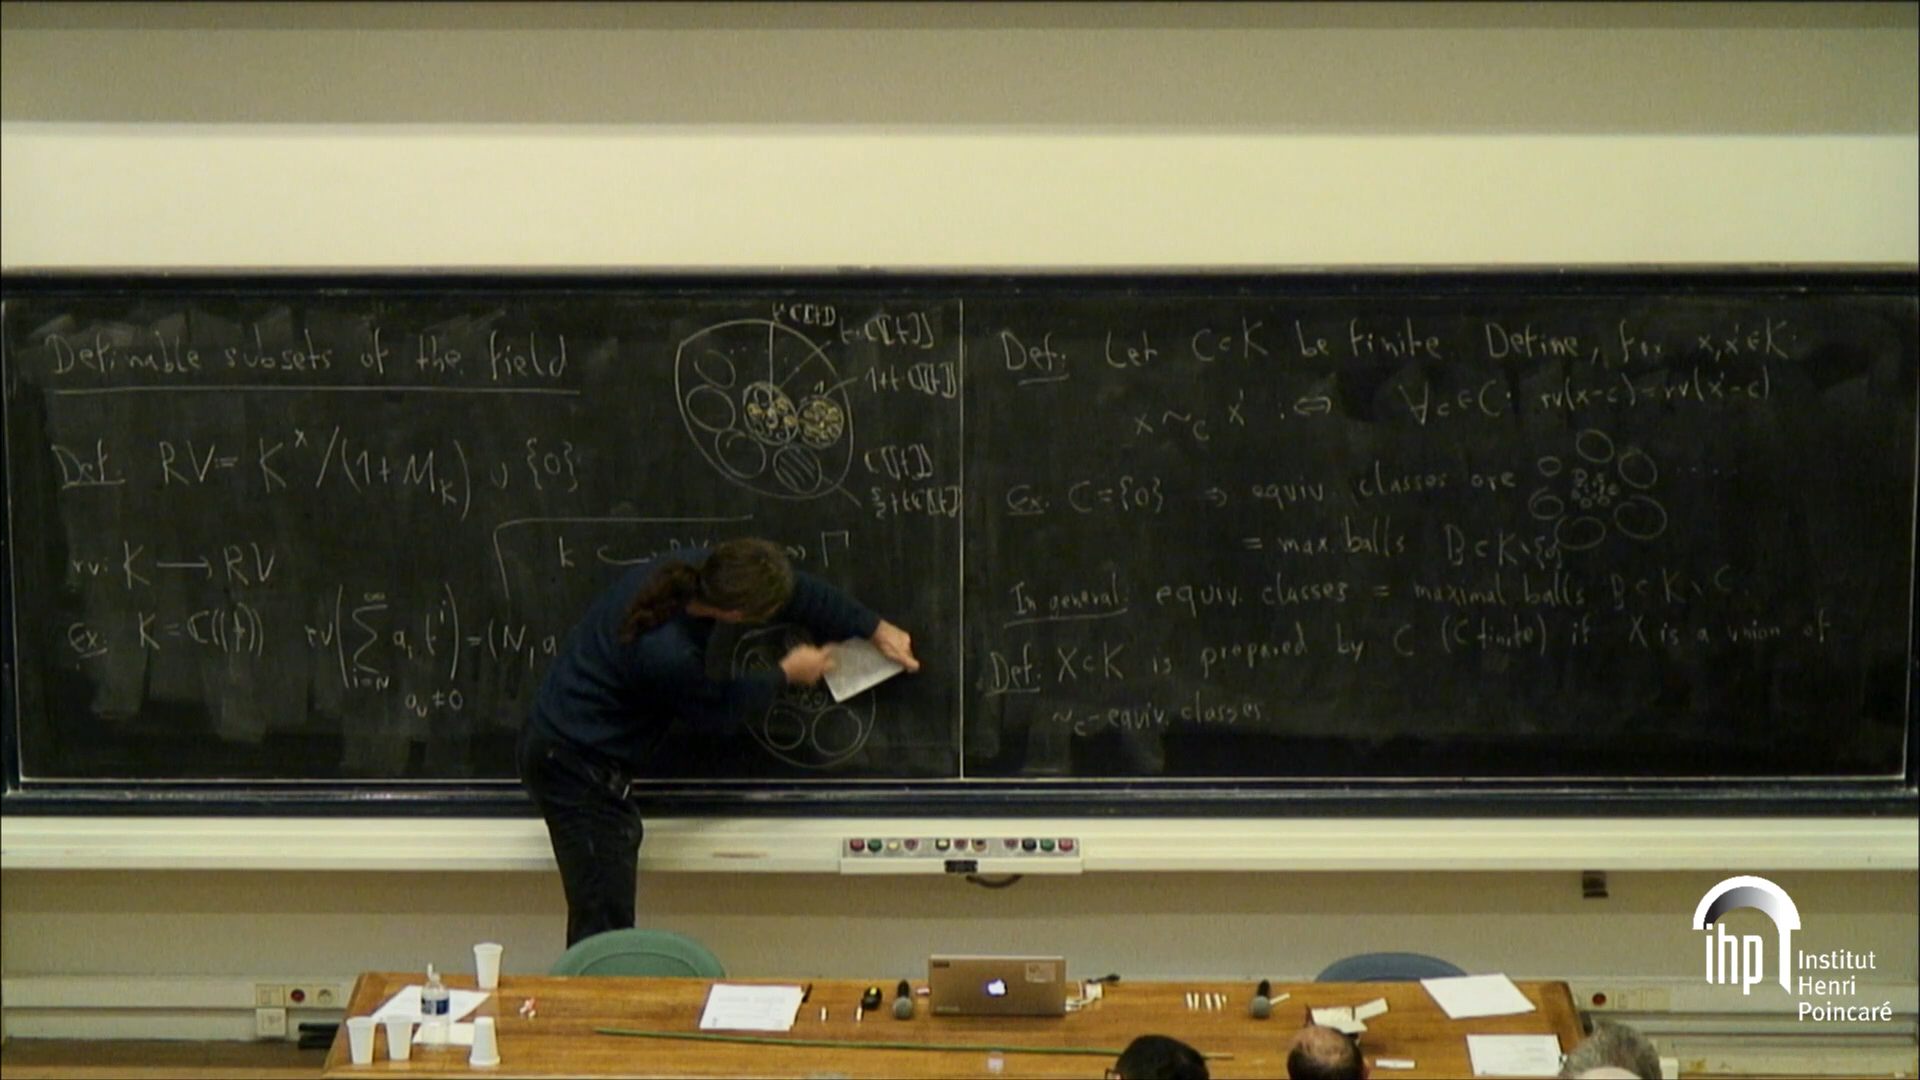 Definable subsets of the field
Def. RV = K^× /(1+M_K) ∪ {0}
rv: K → RV
k ↪ Γ
Ex: K = ℂ((t)) rv(∑_{i=N}^{∞} a_i t^i) = (N, a
a_N ≠ 0
t·ℂ[[t]]
1+t·ℂ[[t]]
ℂ[[t]]
Def: Let C⊂K be finite. Define, for x,x'∈K:
x ~_C x' :⇔ ∀c∈C: rv(x-c)=rv(x'-c)
Ex: C={0} ⇒ equiv. classes are
= max. balls B⊂K∖{0}
In general: equiv. classes = maximal balls B⊂K∖C.
Def: X⊂K is prepared by C (C finite) if X is a union of
~_C-equiv. classes.
ihp Institut
Henri
Poincaré